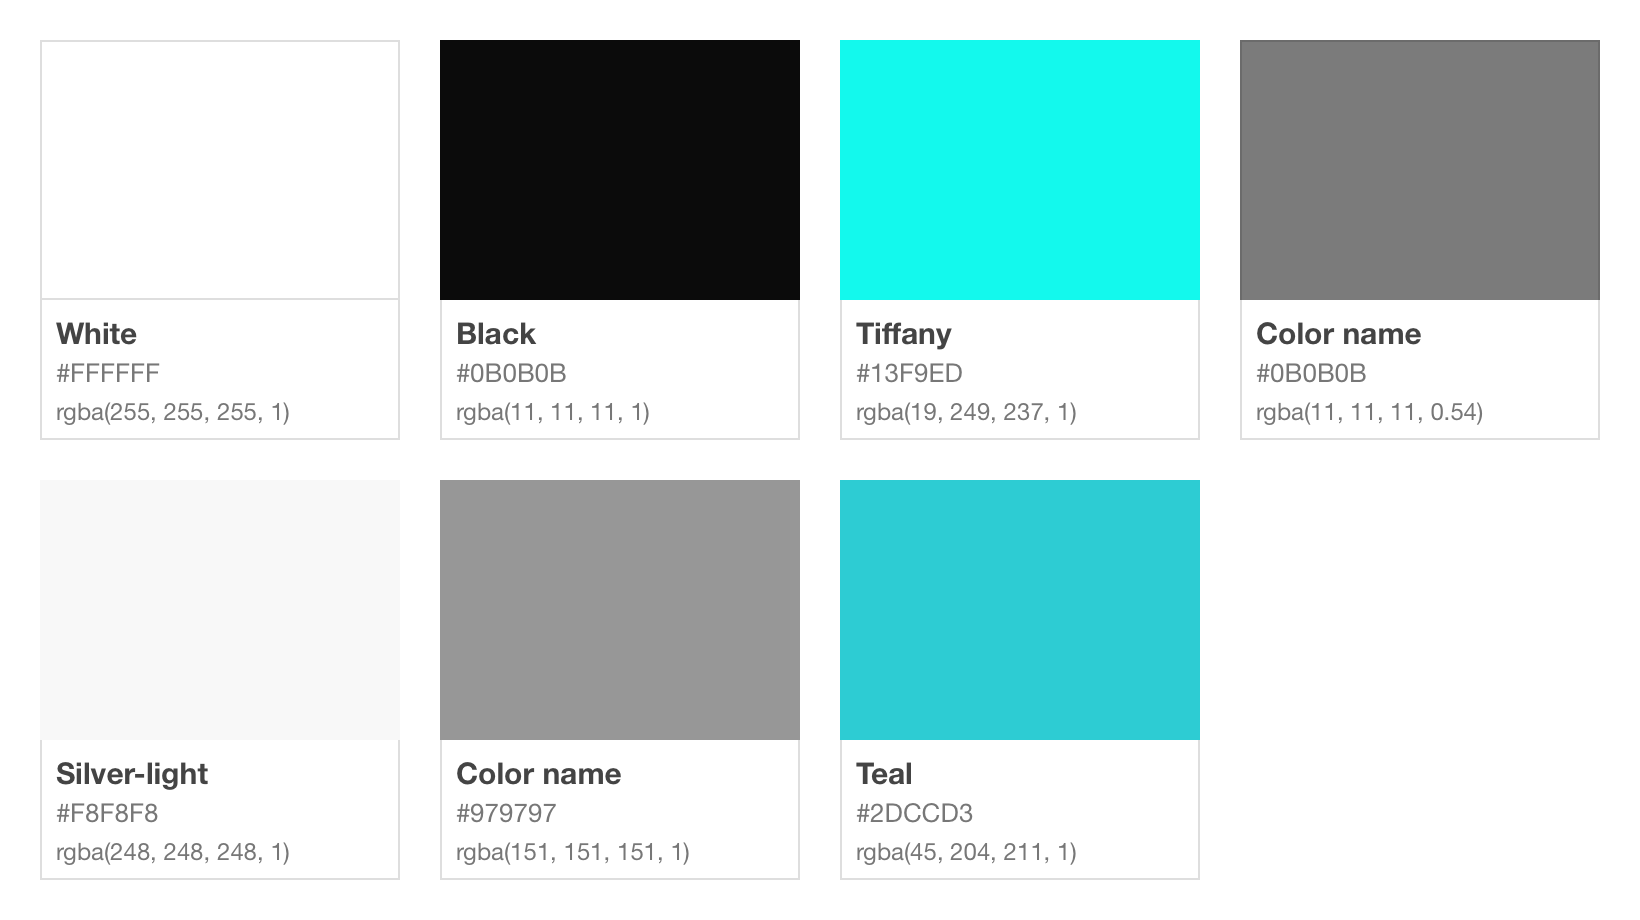 White
#FFFFFF
rgba(255, 255, 255, 1)
Black
#0B0B0B
rgba(11, 11, 11, 1)
Tiffany
#13F9ED
rgba(19, 249, 237, 1)
Color name
#0B0B0B
rgba(11, 11, 11, 0.54)
Silver-light
#F8F8F8
rgba(248, 248, 248, 1)
Color name
#979797
rgba(151, 151, 151, 1)
Teal
#2DCCD3
rgba(45, 204, 211, 1)